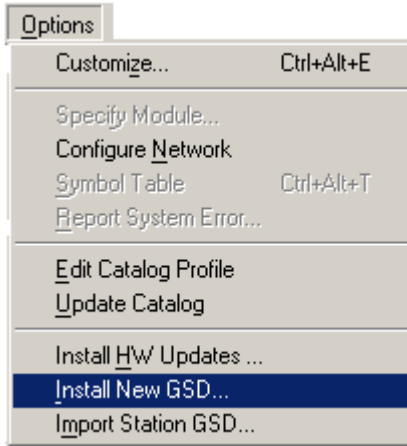 Options
Customize... Ctrl+Alt+E
Specify Module...
Configure Network
Symbol Table Ctrl+Alt+T
Report System Error...
Edit Catalog Profile
Update Catalog
Install HW Updates ...
Install New GSD...
Import Station GSD...